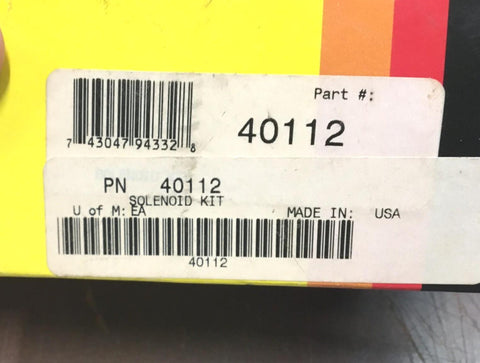 Part #:
40112
7 43047 94332 8
PN 40112
SOLENOID KIT
U of M: EA MADE IN: USA
40112